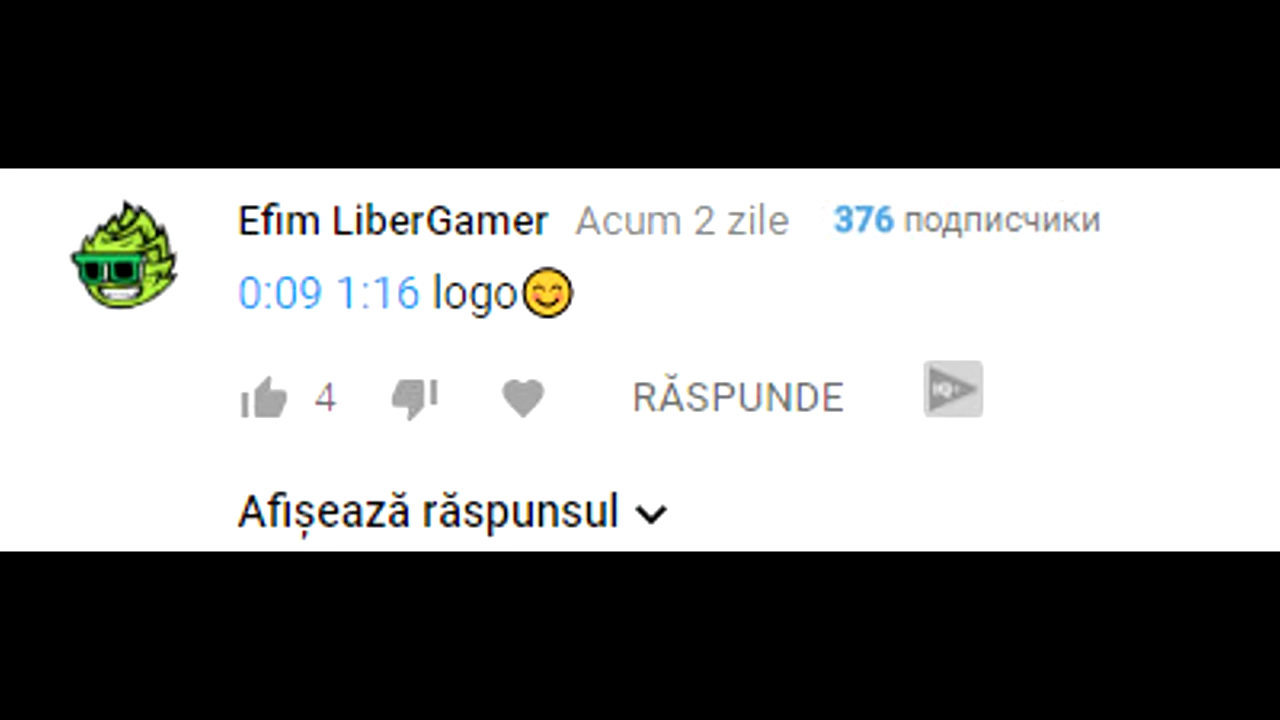 Efim LiberGamer Acum 2 zile 376 подписчики
0:09 1:16 logo😊
4 RĂSPUNDE
Afișează răspunsul